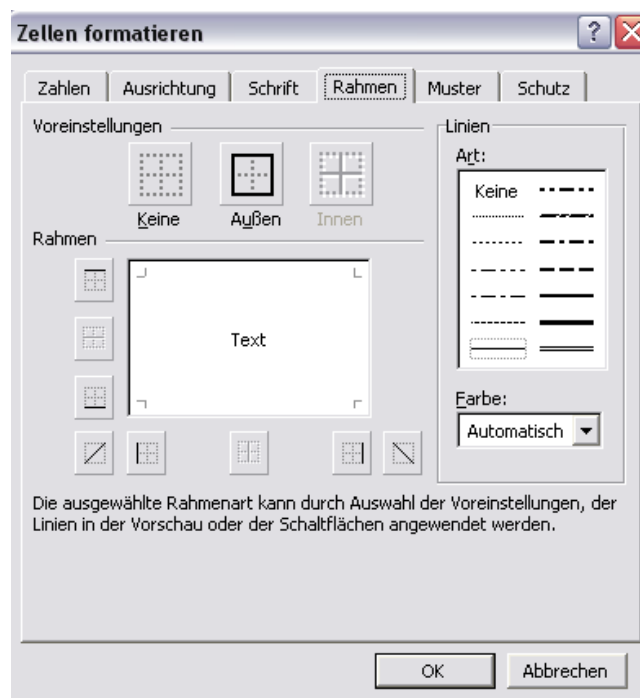 Zellen formatieren
Zahlen Ausrichtung Schrift Rahmen Muster Schutz
Voreinstellungen
Keine Außen Innen
Rahmen
Text
Linien
Art:
Keine
Farbe:
Automatisch
Die ausgewählte Rahmenart kann durch Auswahl der Voreinstellungen, der
Linien in der Vorschau oder der Schaltflächen angewendet werden.
OK Abbrechen